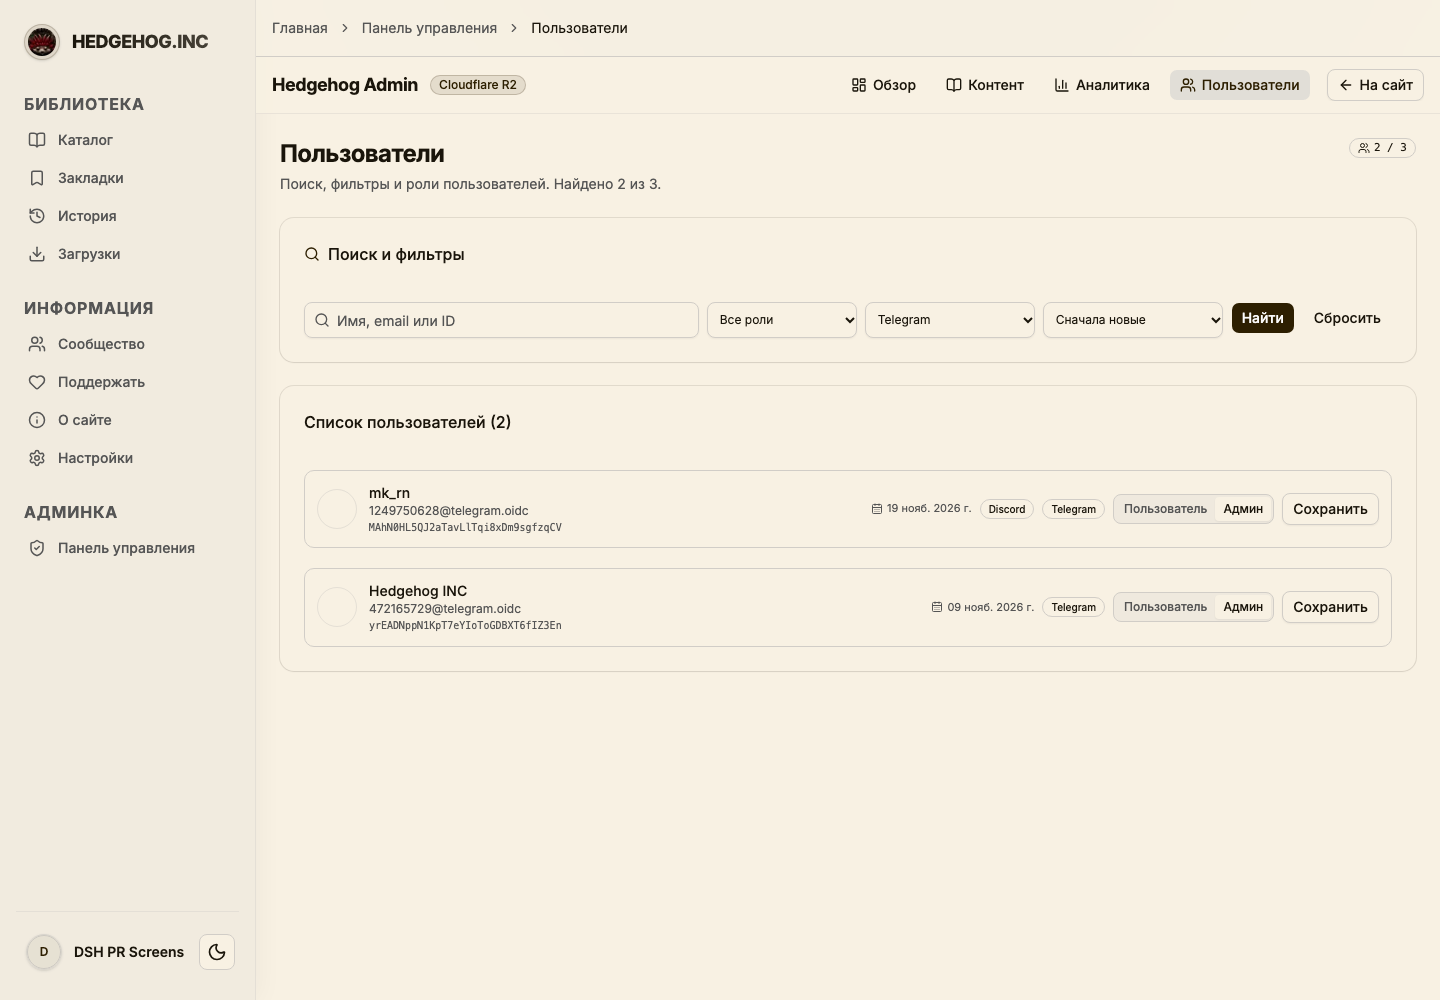 HEDGEHOG.INC
БИБЛИОТЕКА
Каталог
Закладки
История
Загрузки
ИНФОРМАЦИЯ
Сообщество
Поддержать
О сайте
Настройки
АДМИНКА
Панель управления
D DSH PR Screens
Главная Панель управления Пользователи
Hedgehog Admin Cloudflare R2 Обзор Контент Аналитика Пользователи На сайт
Пользователи
2 / 3
Поиск, фильтры и роли пользователей. Найдено 2 из 3.
Поиск и фильтры
Имя, email или ID Все роли Telegram Сначала новые Найти Сбросить
Список пользователей (2)
mk_rn
1249750628@telegram.oidc
MAhN0HL5QJ2aTavLlTqi8xDm9sgfzqCV
19 нояб. 2026 г. Discord Telegram Пользователь Админ Сохранить
Hedgehog INC
472165729@telegram.oidc
yrEADNppN1KpT7eYIoToGDBXT6fIZ3En
09 нояб. 2026 г. Telegram Пользователь Админ Сохранить